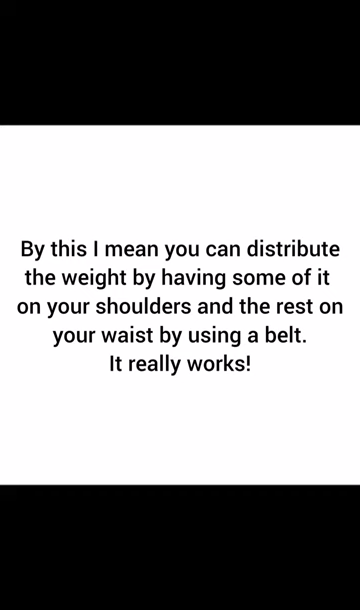 By this I mean you can distribute
the weight by having some of it
on your shoulders and the rest on
your waist by using a belt.
It really works!